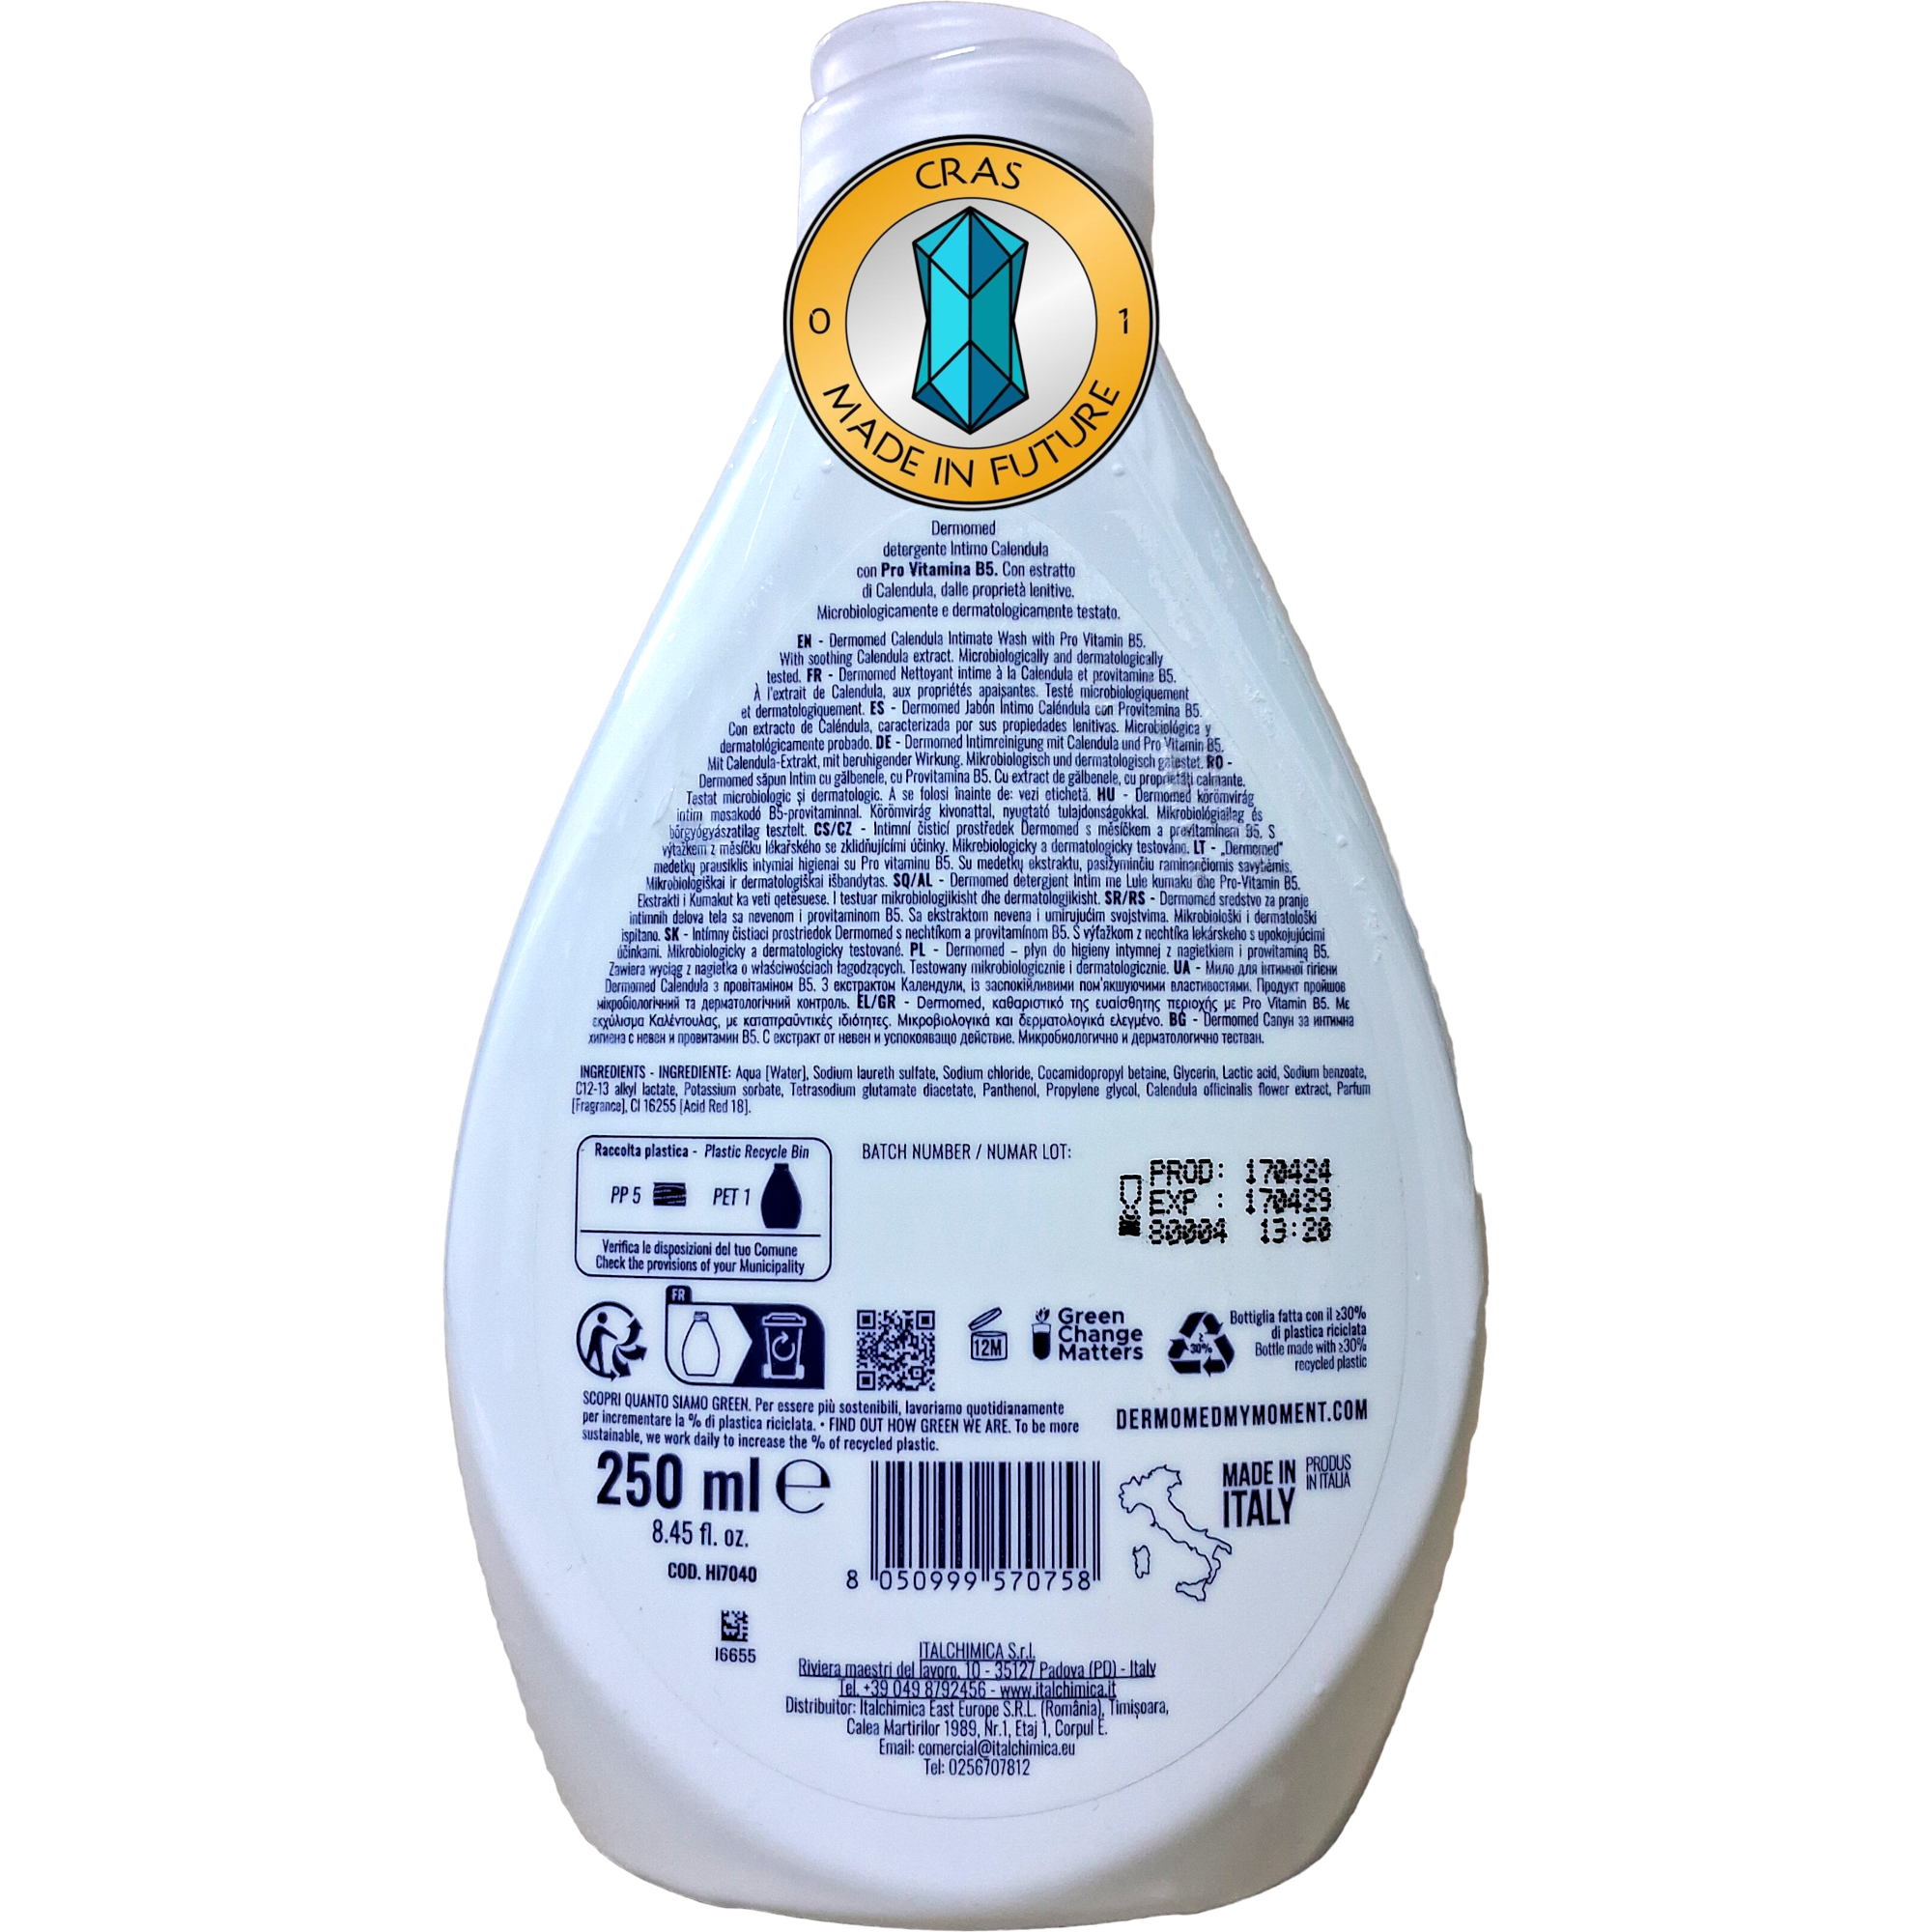 CRAS
0 1
MADE IN FUTURE
Dermomed
detergente Intimo Calendula
con Pro Vitamina B5. Con estratto
di Calendula, dalle proprietà lenitive.
Microbiologicamente e dermatologicamente testato.
EN - Dermomed Calendula Intimate Wash with Pro Vitamin B5.
With soothing Calendula extract. Microbiologically and dermatologically
tested. FR - Dermomed Nettoyant intime à la Calendula et provitamine B5.
À l'extrait de Calendula, aux propriétés apaisantes. Testé microbiologiquement
et dermatologiquement. ES - Dermomed Jabón Íntimo Caléndula con Provitamina B5.
Con extracto de Caléndula, caracterizada por sus propiedades lenitivas. Microbiológica y
dermatológicamente probado. DE - Dermomed Intimreinigung mit Calendula und Pro Vitamin B5.
Mit Calendula-Extrakt, mit beruhigender Wirkung. Mikrobiologisch und dermatologisch getestet. RO -
Dermomed săpun Intim cu gălbenele, cu Provitamina B5. Cu extract de gălbenele, cu proprietăți calmante.
Testat microbiologic și dermatologic. A se folosi înainte de: vezi etichetă. HU - Dermomed körömvirág
intim mosakodó B5-provitaminnal. Körömvirág kivonattal, nyugtató tulajdonságokkal. Mikrobiológiailag és
bőrgyógyászatilag tesztelt. CS/CZ - Intimní čisticí prostředek Dermomed s měsíčkem a provitamínem B5. S
výtažkem z měsíčku lékařského se zklidňujícími účinky. Mikrobiologicky a dermatologicky testováno. LT - „Dermomed"
medetkų prausiklis intymiai higienai su Pro vitaminu B5. Su medetkų ekstraktu, pasižyminčiu raminančiomis savybėmis.
Mikrobiologiškai ir dermatologiškai išbandytas. SQ/AL - Dermomed detergjent Intim me Lule kumaku dhe Pro-Vitamin B5.
Ekstrakti i Kumakut ka veti qetësuese. I testuar mikrobiologjikisht dhe dermatologjikisht. SR/RS - Dermomed sredstvo za pranje
intimnih delova tela sa nevenom i provitaminom B5. Sa ekstraktom nevena i umirujućim svojstvima. Mikrobiološki i dermatološki
ispitano. SK - Intímny čistiaci prostriedok Dermomed s nechtíkom a provitamínom B5. S výťažkom z nechtíka lekárskeho s upokojujúcimi
účinkami. Mikrobiologicky a dermatologicky testované. PL - Dermomed – płyn do higieny intymnej z nagietkiem i prowitaminą B5.
Zawiera wyciąg z nagietka o właściwościach łagodzących. Testowany mikrobiologicznie i dermatologicznie. UA - Мило для інтимної гігієни
Dermomed Calendula з провітаміном B5. З екстрактом Календули, із заспокійливими пом'якшуючими властивостями. Продукт пройшов
мікробіологічний та дерматологічний контроль. EL/GR - Dermomed, καθαριστικό της ευαίσθητης περιοχής με Pro Vitamin B5. Με
εκχύλισμα Καλέντουλας, με καταπραϋντικές ιδιότητες. Μικροβιολογικά και δερματολογικά ελεγμένο. BG - Dermomed Сапун за интимна
хигиена с невен и провитамин B5. С екстракт от невен и успокояващо действие. Микробиологично и дерматологично тестван.
INGREDIENTS - INGREDIENTE: Aqua [Water], Sodium laureth sulfate, Sodium chloride, Cocamidopropyl betaine, Glycerin, Lactic acid, Sodium benzoate,
C12-13 alkyl lactate, Potassium sorbate, Tetrasodium glutamate diacetate, Panthenol, Propylene glycol, Calendula officinalis flower extract, Parfum
[Fragrance], CI 16255 [Acid Red 18].
Raccolta plastica - Plastic Recycle Bin
PP 5 PET 1
Verifica le disposizioni del tuo Comune
Check the provisions of your Municipality
BATCH NUMBER / NUMAR LOT:
PROD: 170424
EXP : 170429
80004 13:20
FR
12M
Green
Change
Matters
≥
30%
Bottiglia fatta con il ≥30%
di plastica riciclata
Bottle made with ≥30%
recycled plastic
SCOPRI QUANTO SIAMO GREEN. Per essere più sostenibili, lavoriamo quotidianamente
per incrementare la % di plastica riciclata. • FIND OUT HOW GREEN WE ARE. To be more
sustainable, we work daily to increase the % of recycled plastic.
DERMOMEDMYMOMENT.COM
250 ml e
8.45 fl. oz.
COD. HI7040
I6655
8 050999 570758
MADE IN
ITALY
PRODUS
IN ITALIA
ITALCHIMICA S.r.l.
Riviera maestri del lavoro, 10 - 35127 Padova (PD) - Italy
Tel. +39 049 8792456 - www.italchimica.it
Distribuitor: Italchimica East Europe S.R.L. (România), Timișoara,
Calea Martirilor 1989, Nr.1, Etaj 1, Corpul E.
Email: comercial@italchimica.eu
Tel: 0256707812